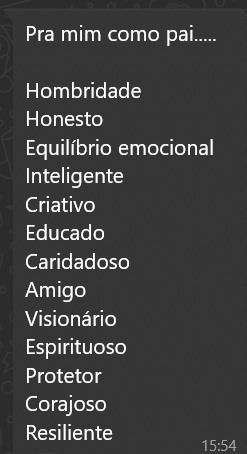 Pra mim como pai.....
Hombridade
Honesto
Equilíbrio emocional
Inteligente
Criativo
Educado
Caridadoso
Amigo
Visionário
Espirituoso
Protetor
Corajoso
Resiliente
15:54